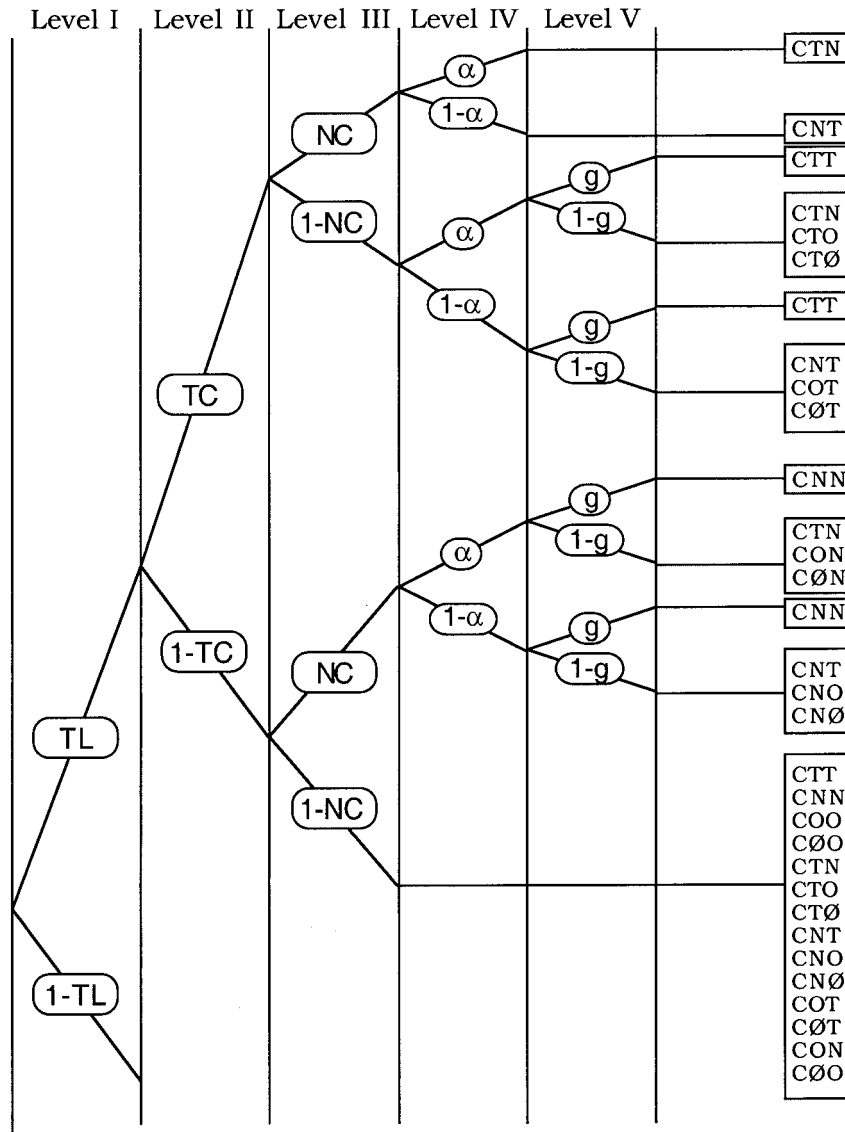 Level I Level II Level III Level IV Level V
CTN
α
1-α
NC
CNT
CTT
g
1-NC
1-g
α
CTN
CTO
CTØ
1-α
CTT
g
1-g
TC
CNT
COT
CØT
CNN
g
CTN
1-g
α
CON
CØN
CNN
1-α
g
1-TC
NC
1-g
CNT
CNO
CNØ
TL
1-NC
CTT
CNN
COO
CØO
CTN
CTO
CTØ
CNT
CNO
CNØ
COT
CØT
CON
CØO
1-TL